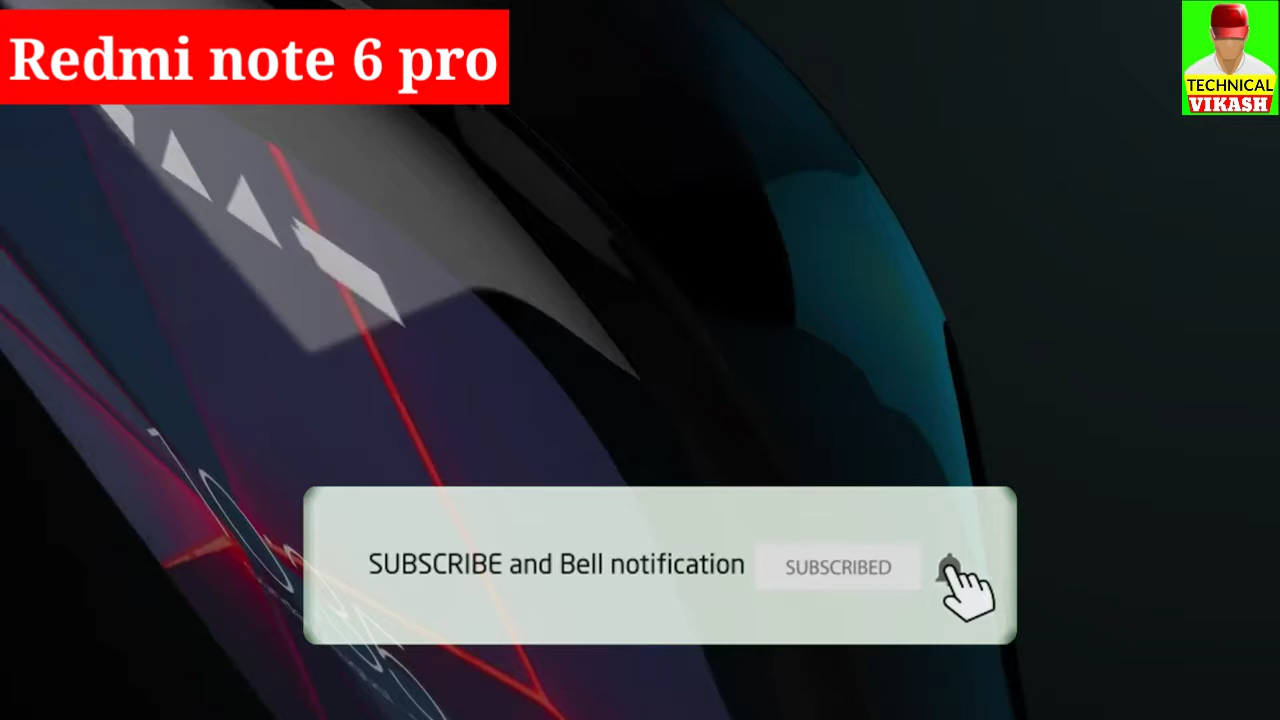 Redmi note 6 pro
TECHNICAL
VIKASH
SUBSCRIBE and Bell notification
SUBSCRIBED